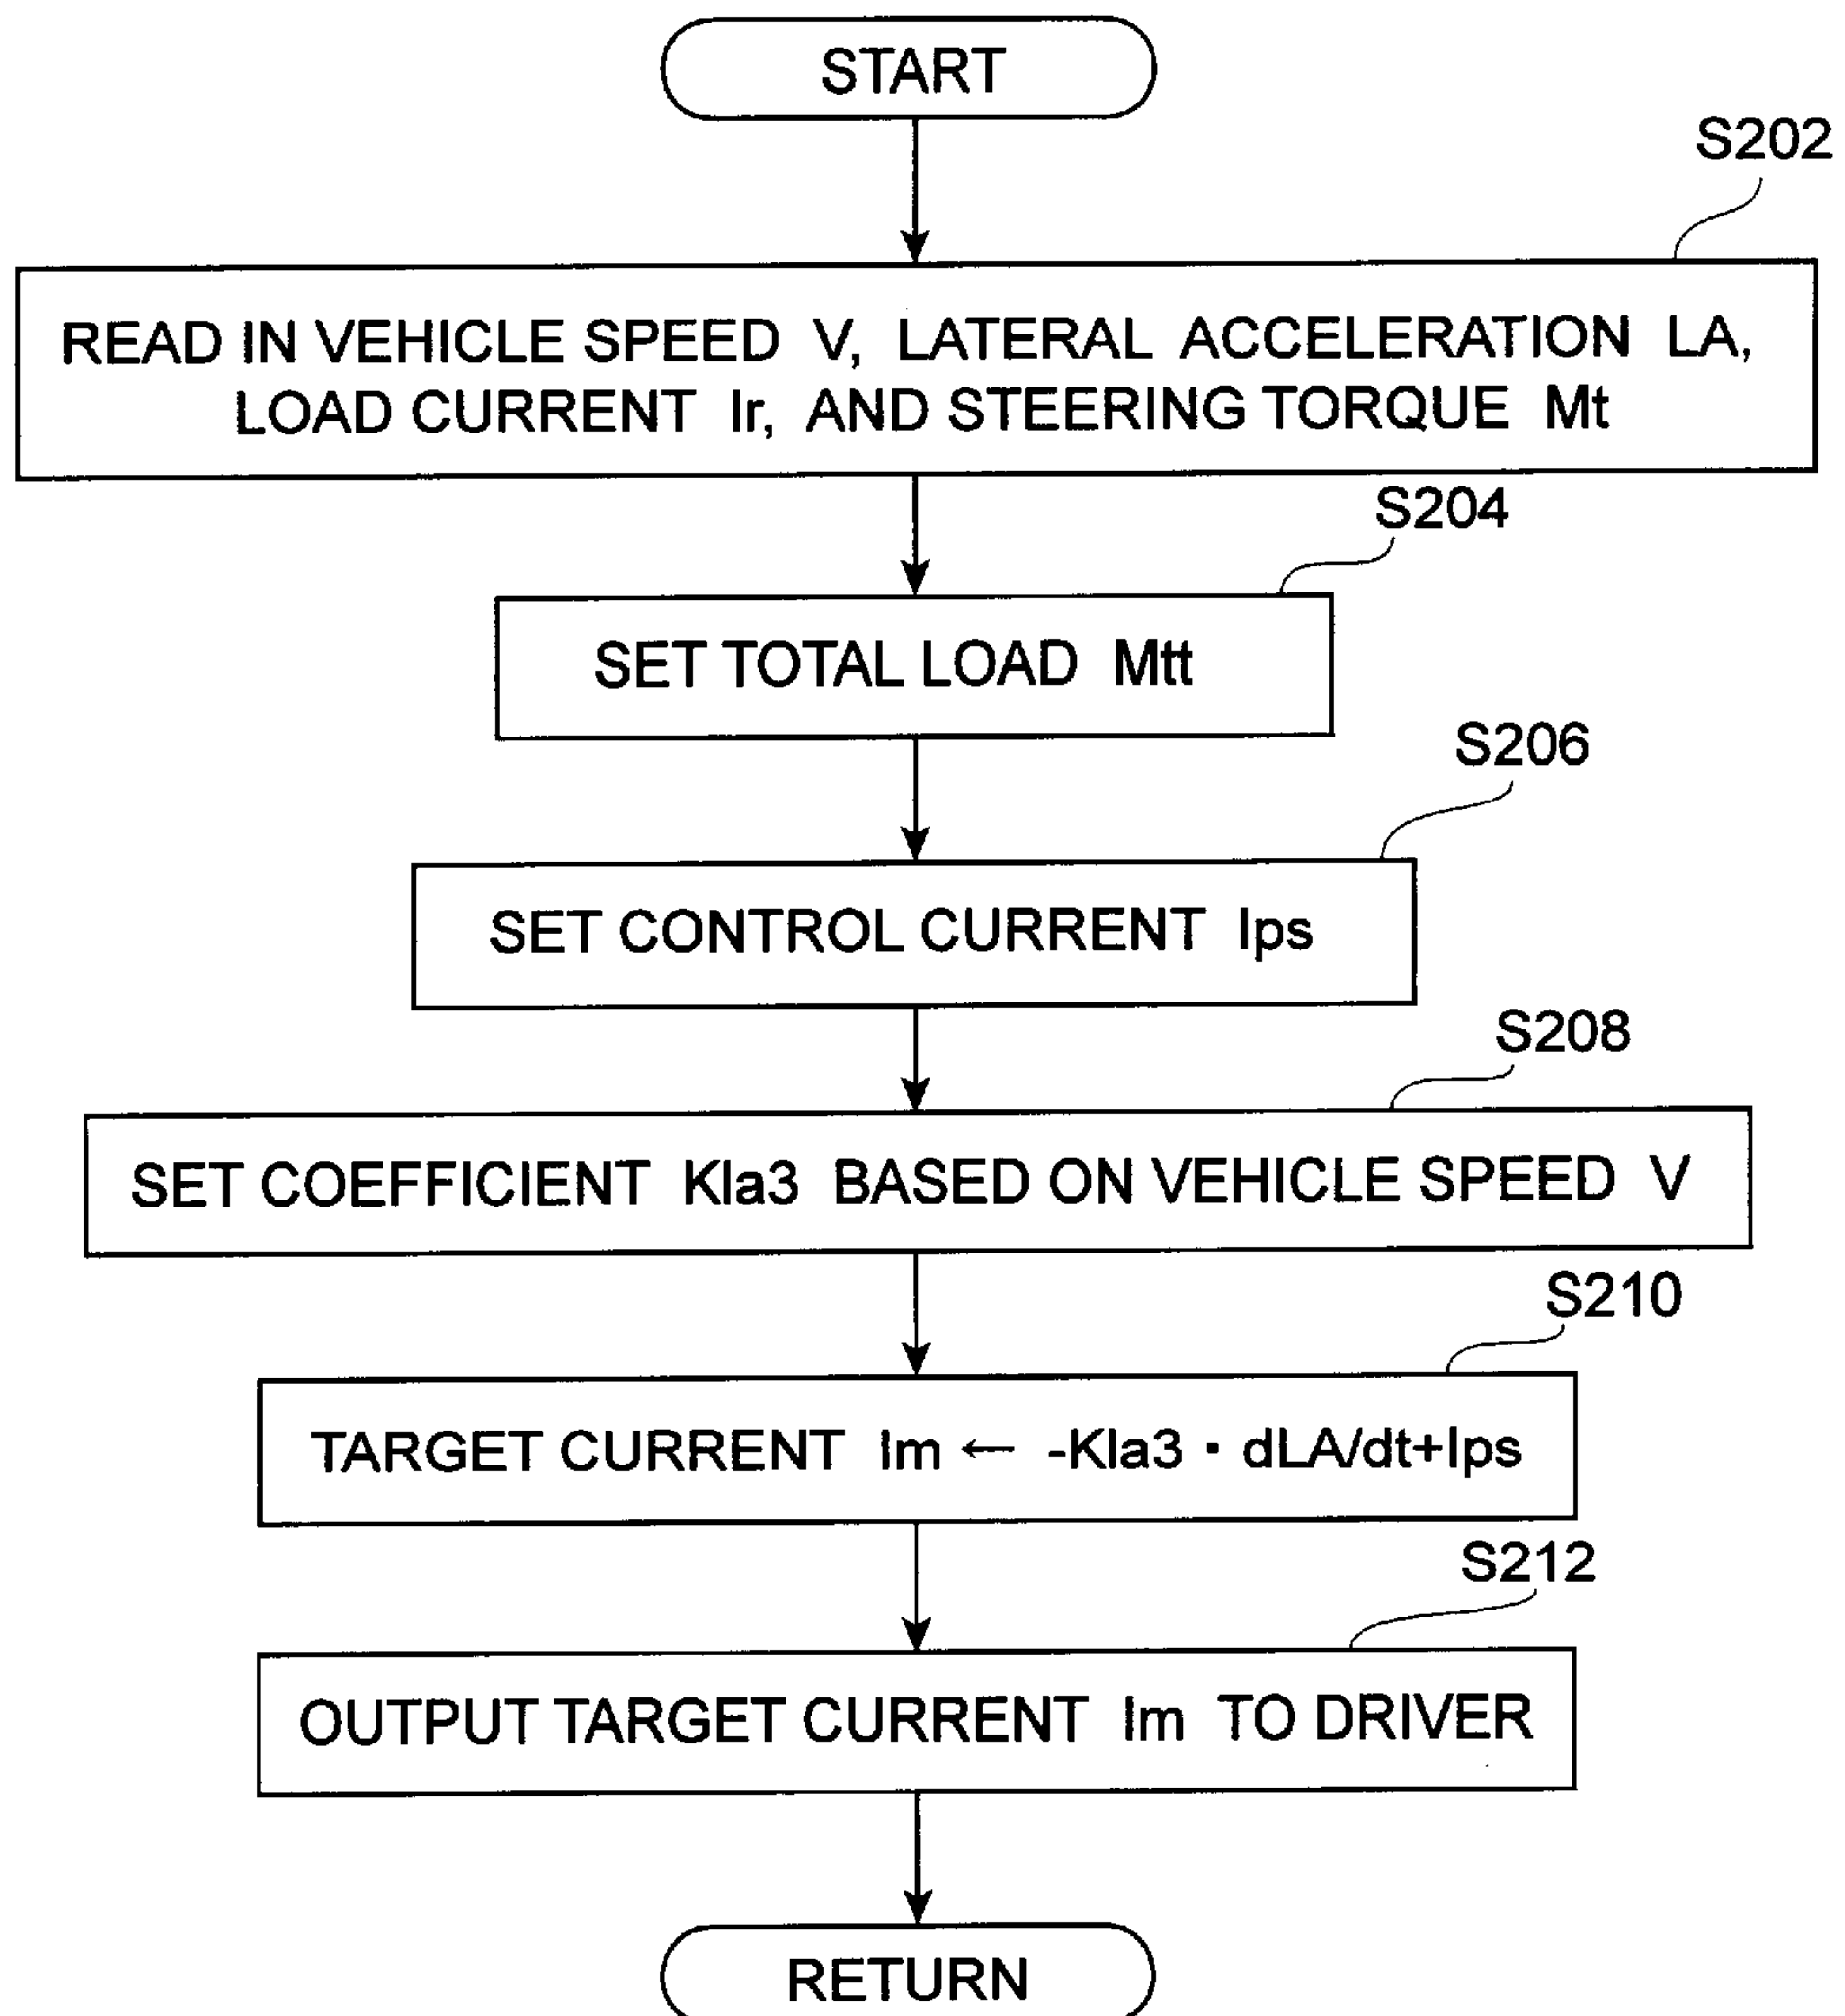 START
S202
READ IN VEHICLE SPEED V, LATERAL ACCELERATION LA,
LOAD CURRENT Ir, AND STEERING TORQUE Mt
S204
SET TOTAL LOAD Mtt
S206
SET CONTROL CURRENT Ips
S208
SET COEFFICIENT Kla3 BASED ON VEHICLE SPEED V
S210
TARGET CURRENT Im ← -Kla3 · dLA/dt+Ips
S212
OUTPUT TARGET CURRENT Im TO DRIVER
RETURN